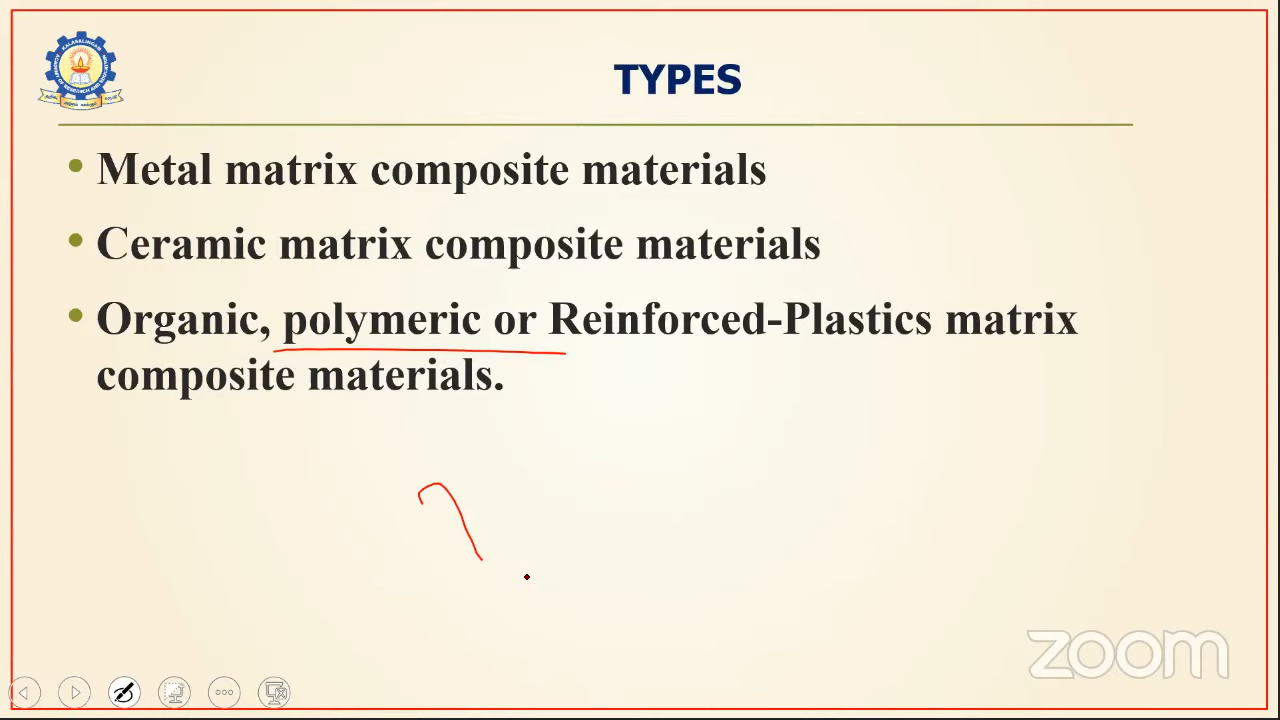 TYPES
• Metal matrix composite materials
• Ceramic matrix composite materials
• Organic, polymeric or Reinforced-Plastics matrix
composite materials.
zoom